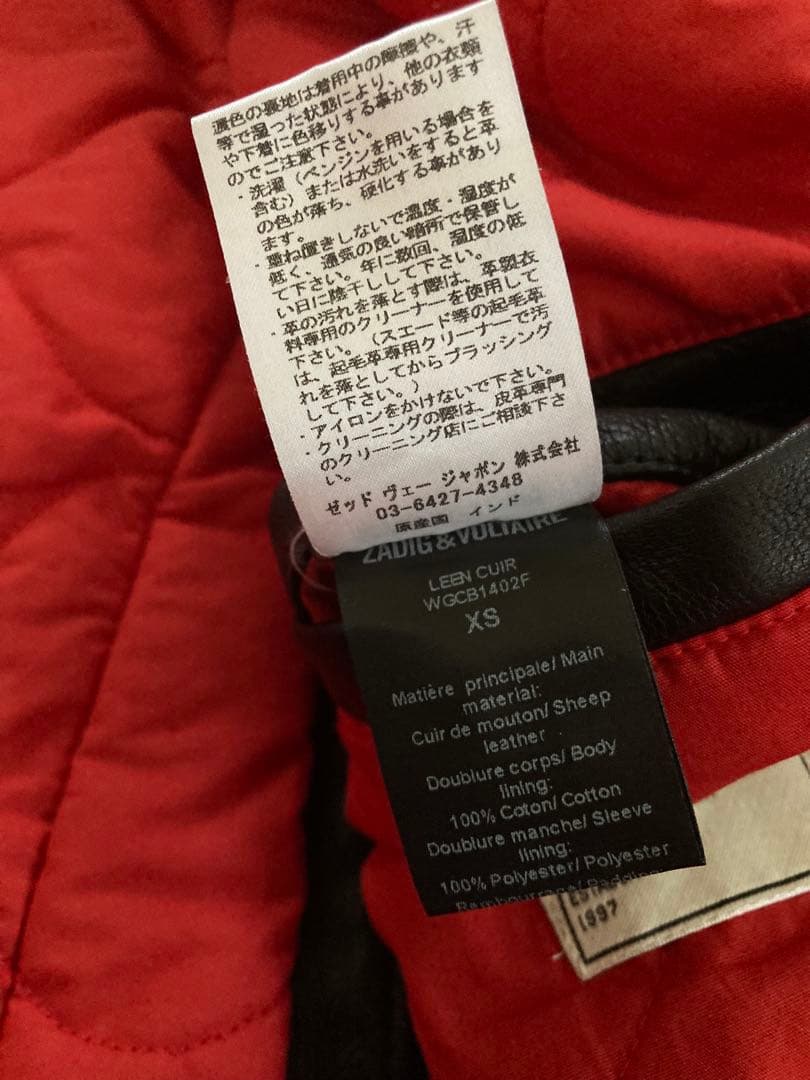 濃色の裏地は着用中の摩擦や、汗
等で湿った状態により、他の衣類
や下着に色移りする事があります
のでご注意下さい。
・洗濯（ベンジンを用いる場合を
含む）または水洗いをすると革
の色が落ち、硬化する事があり
ます。
・重ね置きしないで温度・湿度が
低く、通気の良い暗所で保管し
て下さい。年に数回、湿度の低
い日に陰干しして下さい。
・革の汚れを落とす際は、革製衣
料専用のクリーナーを使用して
下さい。（スエード等の起毛革
は、起毛革専用クリーナーで汚
れを落としてからブラッシング
して下さい。）
・アイロンをかけないで下さい。
・クリーニングの際は、皮革専門
のクリーニング店にご相談下さ
い。
ゼッド ヴェー ジャポン 株式会社
03-6427-4348
原産国 インド
ZADIG & VOLTAIRE
LEEN CUIR
WGCB1402F
XS
Matière principale/ Main
material:
Cuir de mouton/ Sheep
leather
Doublure corps/ Body
lining:
100% Coton/ Cotton
Doublure manche/ Sleeve
lining:
100% Polyester/ Polyester
Rembourrage/ Padding
1997